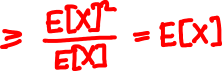 ≥ E[X]² / E[X] = E[X]